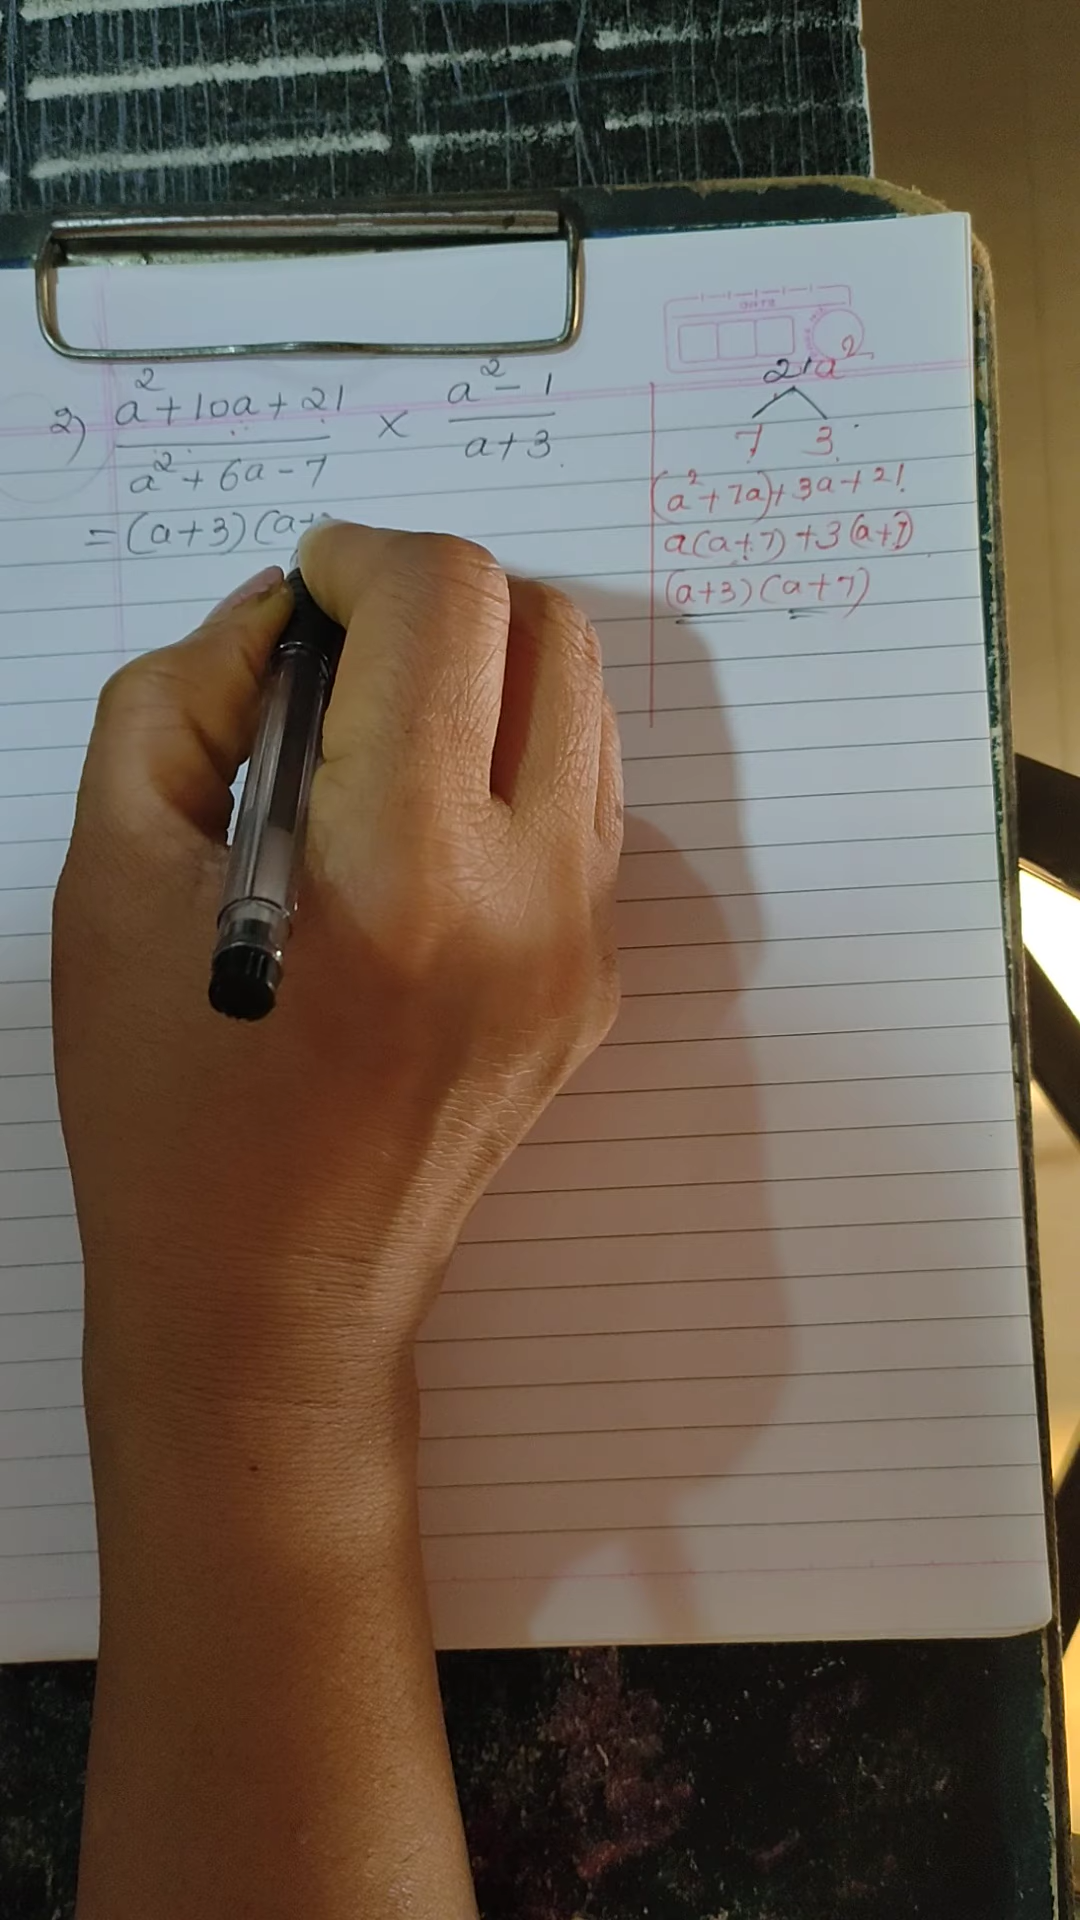 DATE
2) a²+10a+21 / a²+6a-7 × a²-1 / a+3
= (a+3)(a+
21a²
7 3
(a²+7a)+3a+21
a(a+7)+3(a+7)
(a+3)(a+7)